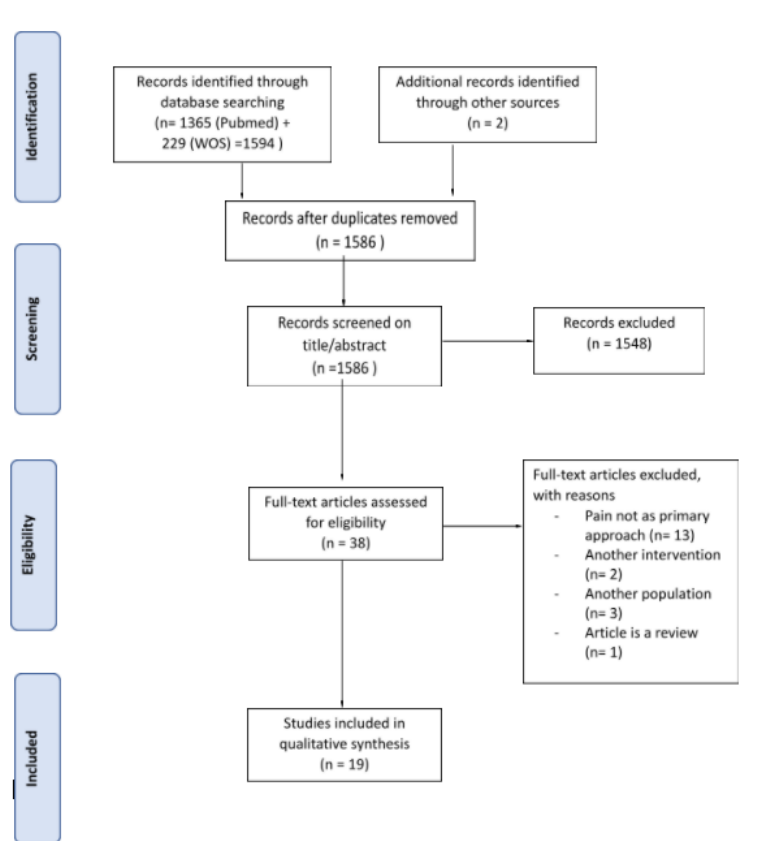 Identification
Records identified through
database searching
(n= 1365 (Pubmed) +
229 (WOS) =1594 )
Additional records identified
through other sources
(n = 2)
Records after duplicates removed
(n = 1586 )
Screening
Records screened on
title/abstract
(n =1586 )
Records excluded
(n = 1548)
Eligibility
Full-text articles assessed
for eligibility
(n = 38)
Full-text articles excluded,
with reasons
- Pain not as primary
approach (n= 13)
- Another intervention
(n= 2)
- Another population
(n= 3)
- Article is a review
(n= 1)
Included
Studies included in
qualitative synthesis
(n = 19)